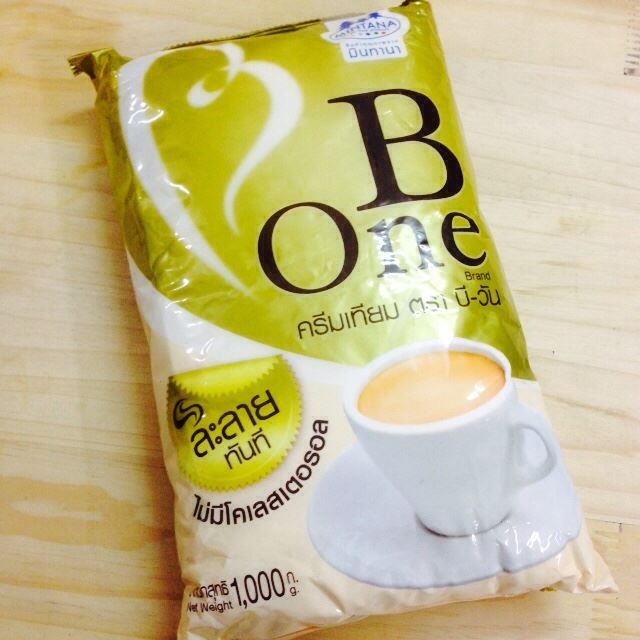 MINTANA
มินทานา
B
One
Brand
ครีมเทียม ตรา บี-วัน
ละลาย
ทันที
ไม่มีโคเลสเตอรอล
1,000 ก.
Net Weight g.